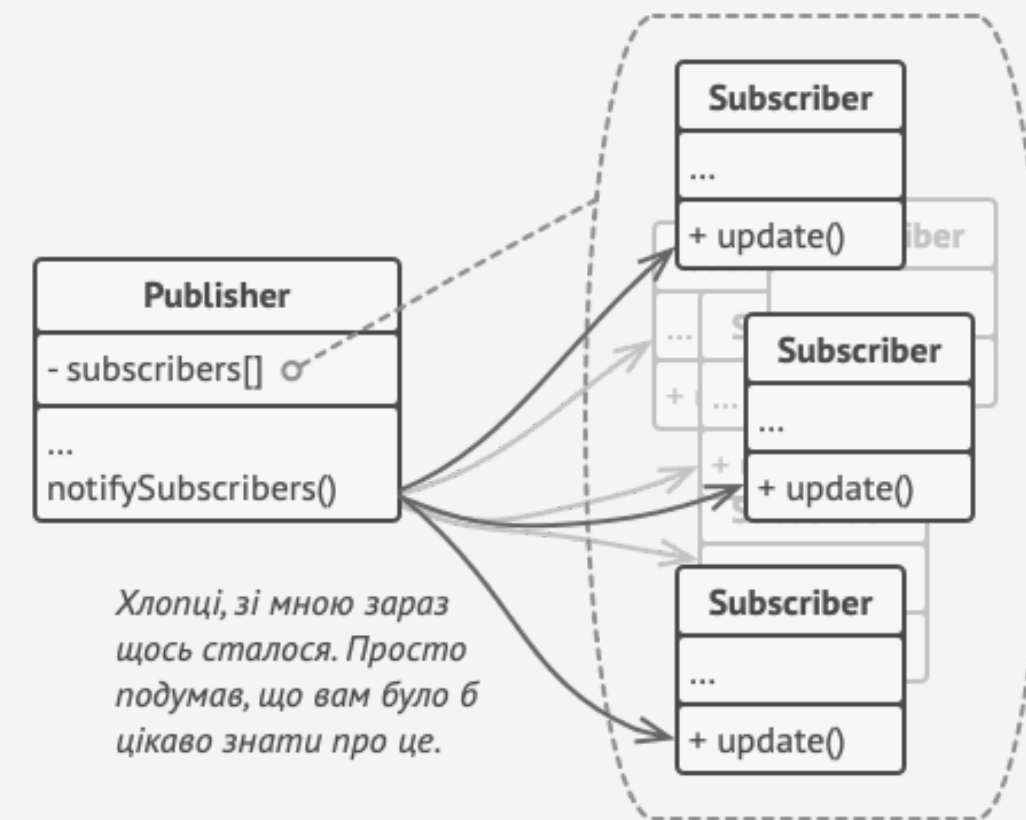 Publisher
- subscribers[]
...
notifySubscribers()
Хлопці, зі мною зараз
щось сталося. Просто
подумав, що вам було б
цікаво знати про це.
Subscriber
...
+ update()
Subscriber
...
+ update()
Subscriber
...
+ update()
iber
...
+
...
+